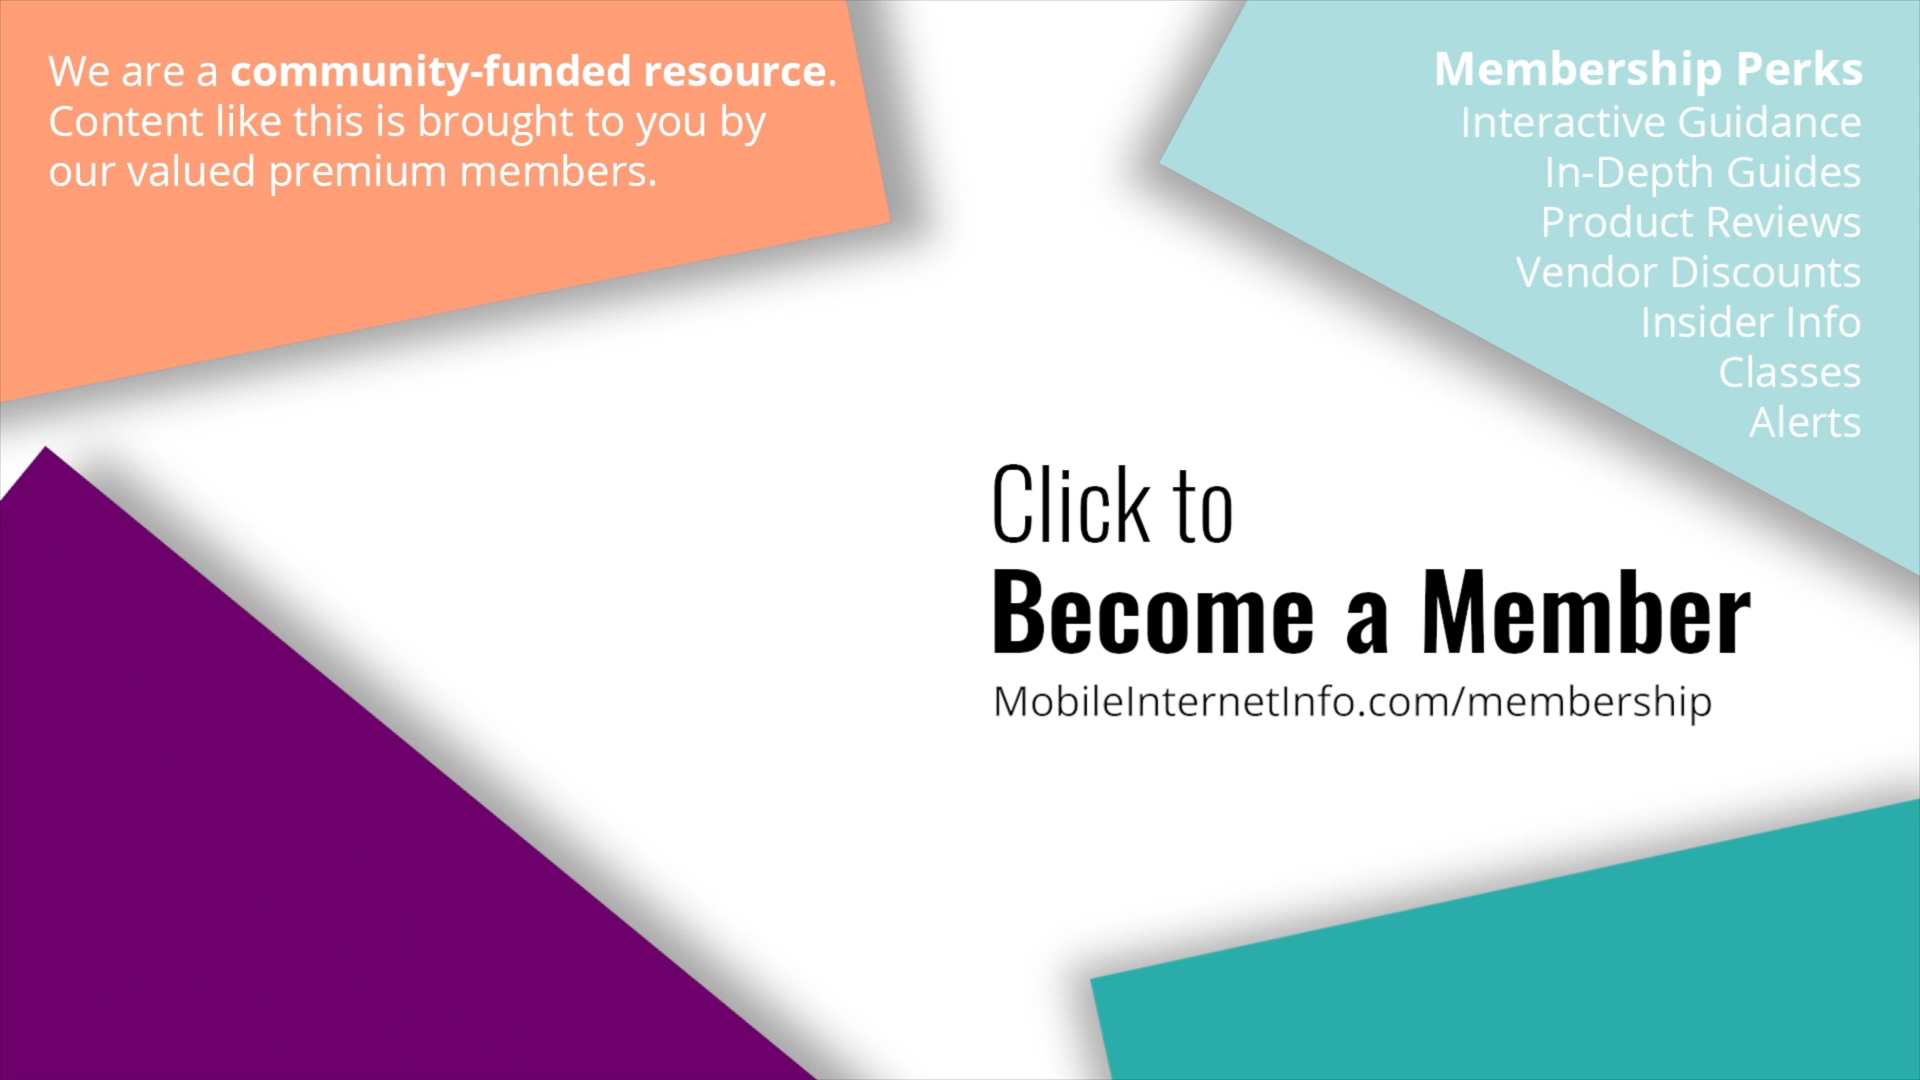 We are a community-funded resource.
Content like this is brought to you by
our valued premium members.
Membership Perks
Interactive Guidance
In-Depth Guides
Product Reviews
Vendor Discounts
Insider Info
Classes
Alerts
Click to
Become a Member
MobileInternetInfo.com/membership